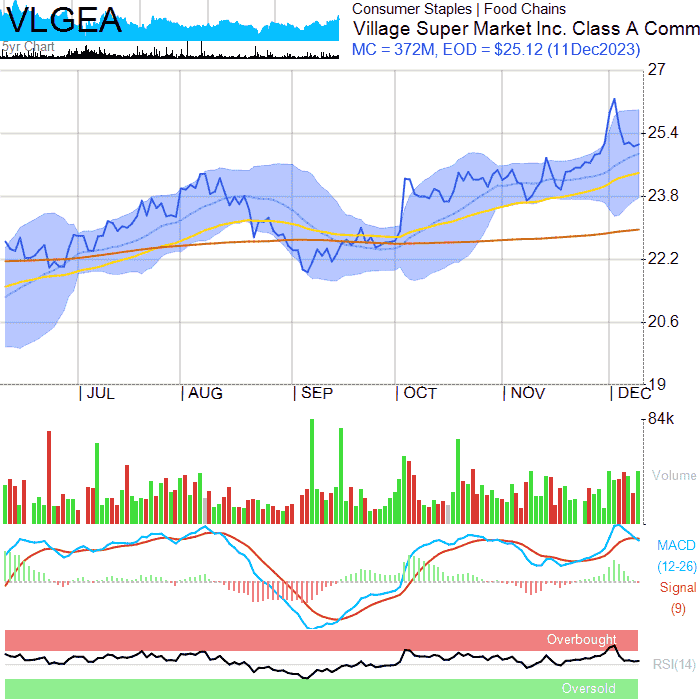 VLGEA
5yr Chart
Consumer Staples | Food Chains
Village Super Market Inc. Class A Comm
MC = 372M, EOD = $25.12 (11Dec2023)
27
25.4
23.8
22.2
20.6
19
| JUL | AUG | SEP | OCT | NOV | DEC
84k
Volume
MACD
(12-26)
Signal
(9)
Overbought
RSI(14)
Oversold